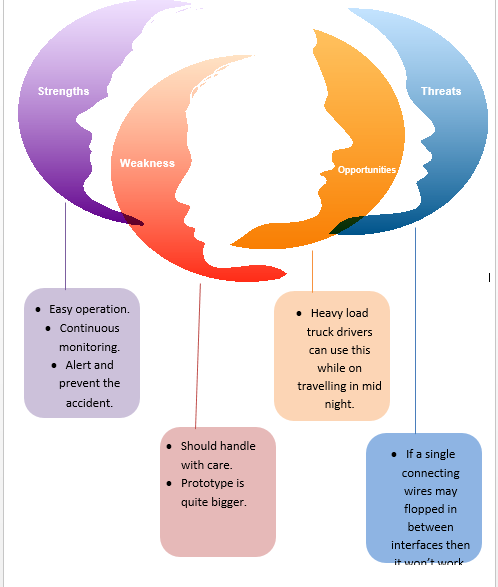 Strengths
Threats
Weakness
Opportunities
● Easy operation.
● Continuous
monitoring.
● Alert and
prevent the
accident.
● Heavy load
truck drivers
can use this
while on
travelling in mid
night.
● Should handle
with care.
● Prototype is
quite bigger.
● If a single
connecting
wires may
flopped in
between
interfaces then
it won't work